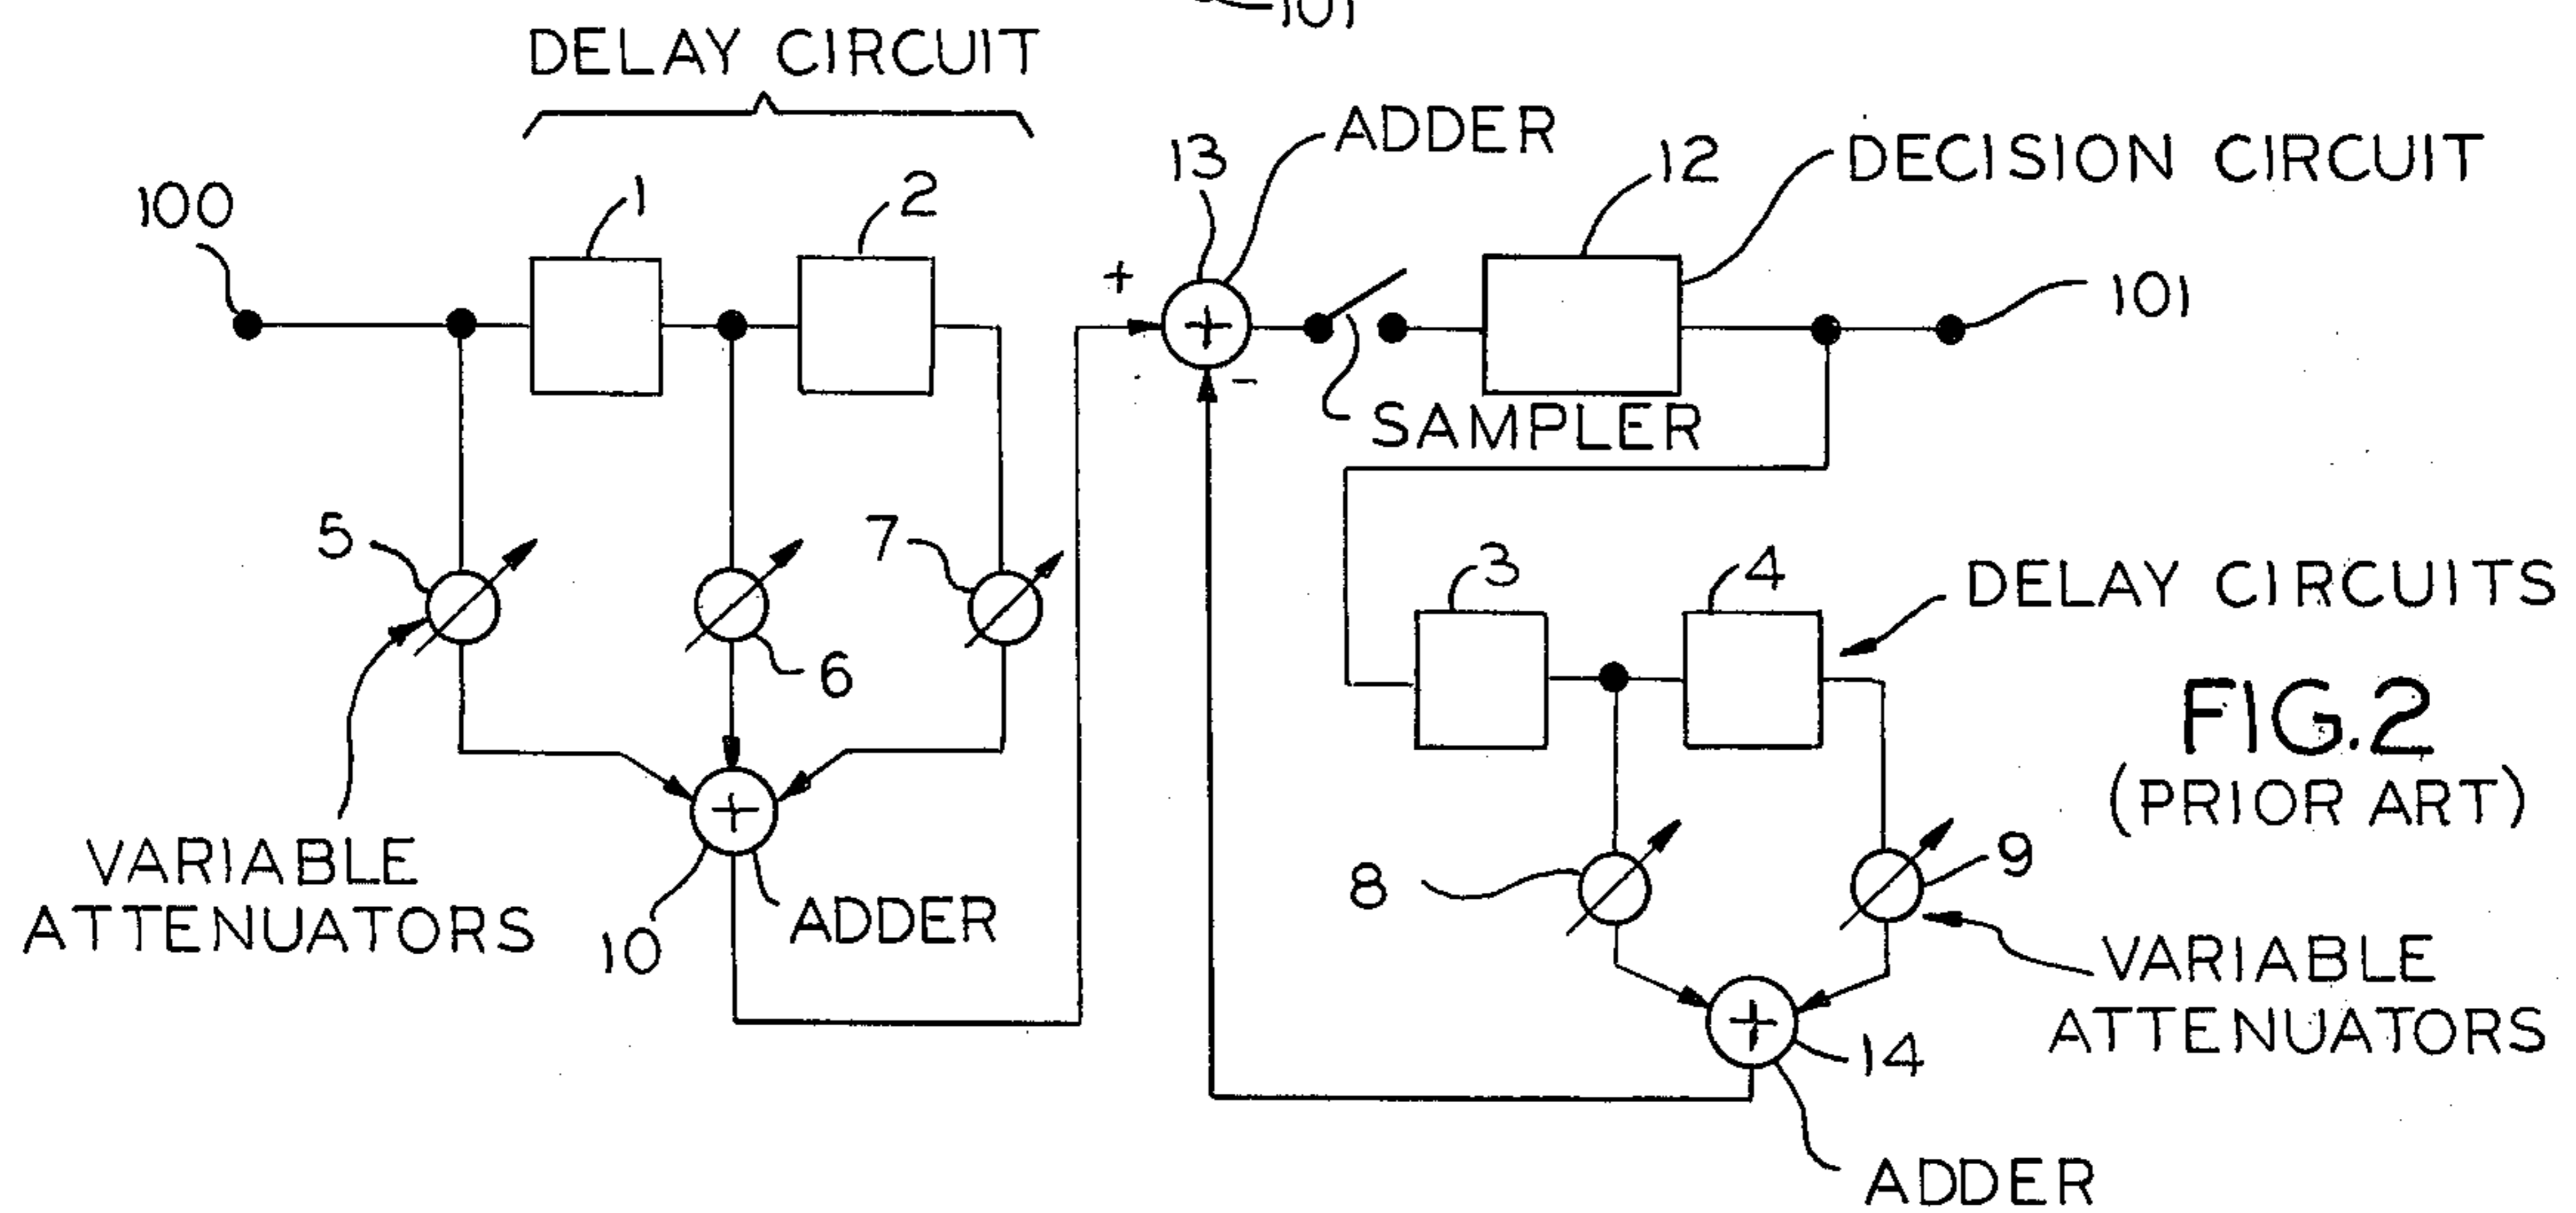 101
DELAY CIRCUIT
ADDER
13
12
DECISION CIRCUIT
100
1
2
+
101
-
SAMPLER
5
7
3
4
DELAY CIRCUITS
6
FIG.2
(PRIOR ART)
+
VARIABLE
ATTENUATORS
8
9
10
ADDER
VARIABLE
ATTENUATORS
+
14
ADDER